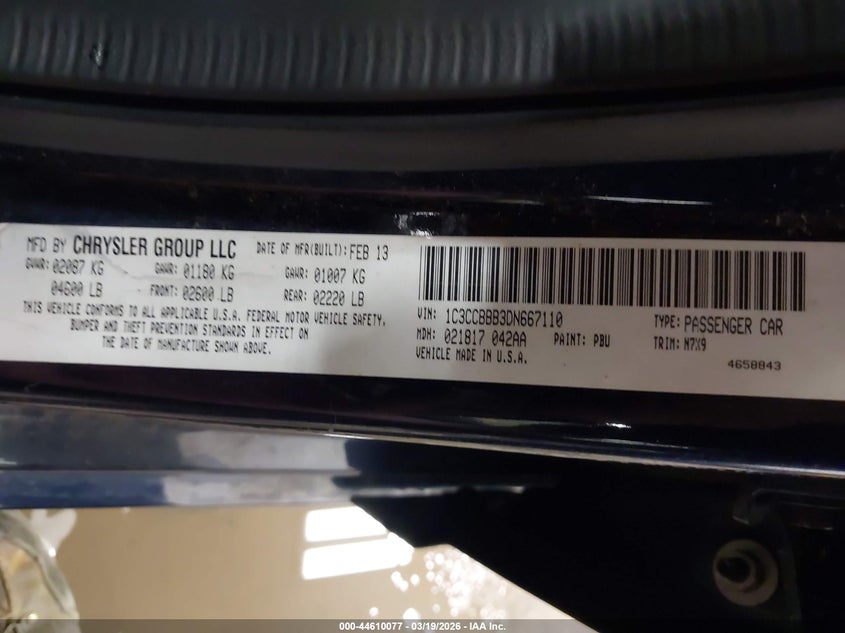 MFD BY CHRYSLER GROUP LLC DATE OF MFR(BUILT): FEB 13
GVWR: 02087 KG GAWR: 01180 KG GAWR: 01007 KG
04600 LB FRONT: 02600 LB REAR: 02220 LB
THIS VEHICLE CONFORMS TO ALL APPLICABLE U.S.A. FEDERAL MOTOR VEHICLE SAFETY,
BUMPER AND THEFT PREVENTION STANDARDS IN EFFECT ON
THE DATE OF MANUFACTURE SHOWN ABOVE.
VIN: 1C3CCBBB3DN667110 TYPE: PASSENGER CAR
MDH: 021817 042AA PAINT: PBU TRIM: N7X9
VEHICLE MADE IN U.S.A.
4658843
000-44610077 - 03/19/2026 - IAA Inc.